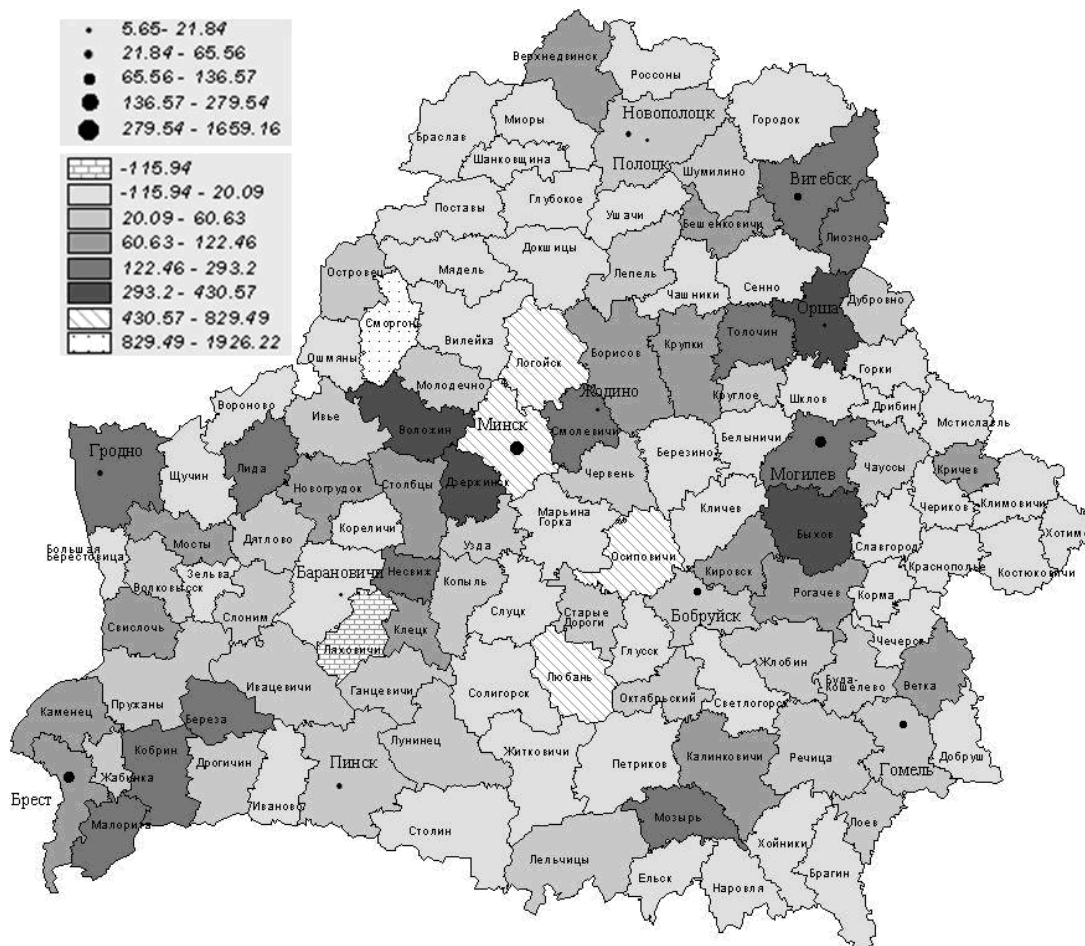 5.65- 21.84
21.84 - 65.56
65.56 - 136.57
136.57 - 279.54
279.54 - 1659.16
-115.94
-115.94 - 20.09
20.09 - 60.63
60.63 - 122.46
122.46 - 293.2
293.2 - 430.57
430.57 - 829.49
829.49 - 1926.22
Верхнедвинск
Россоны
Новополоцк
Городок
Миоры
Браслав
Шанковщина
Полоцк
Шумилино
Витебск
Глубокое
Поставы
Ушачи
Бешенковичи
Лиозно
Докшицы
Островец
Мядель
Лепель
Сенно
Чашники
Дубровно
Орша
Сморгонь
Толочин
Вилейка
Борисов
Крупки
Ошмяны
Логойск
Горки
Молодечно
Жодино
Круглое
Шклов
Дрибин
Вороново
Ивье
Воложин
Минск
Смолевичи
Белыничи
Мстиславль
Гродно
Березино
Могилев
Чауссы
Кричев
Щучин
Лида
Червень
Новогрудок
Столбцы
Дзержинск
Кличев
Чериков
Климовичи
Марьина
Горка
Кореличи
Хотимс
Мосты
Дятлово
Узда
Осиповичи
Быхов
Славгород
Большая
Берестовица
Зельва
Барановичи
Несвиж
Краснополье
Костюковичи
Волковысск
Копыль
Кировск
Рогачев
Корма
Слоним
Слуцк
Старые
Дороги
Бобруйск
Свислочь
Клецк
Чечерск
Ляховичи
Глусск
Жлобин
Любань
Ивацевичи
Ганцевичи
Солигорск
Буда-
Кошелево
Ветка
Пружаны
Октябрьский
Светлогорск
Каменец
Береза
Лунинец
Кобрин
Житковичи
Калинковичи
Речица
Добруш
Дрогичин
Пинск
Петриков
Гомель
Жабинка
Брест
Иваново
Малорита
Мозырь
Лоев
Столин
Хойники
Лельчицы
Брагин
Ельск
Наровля